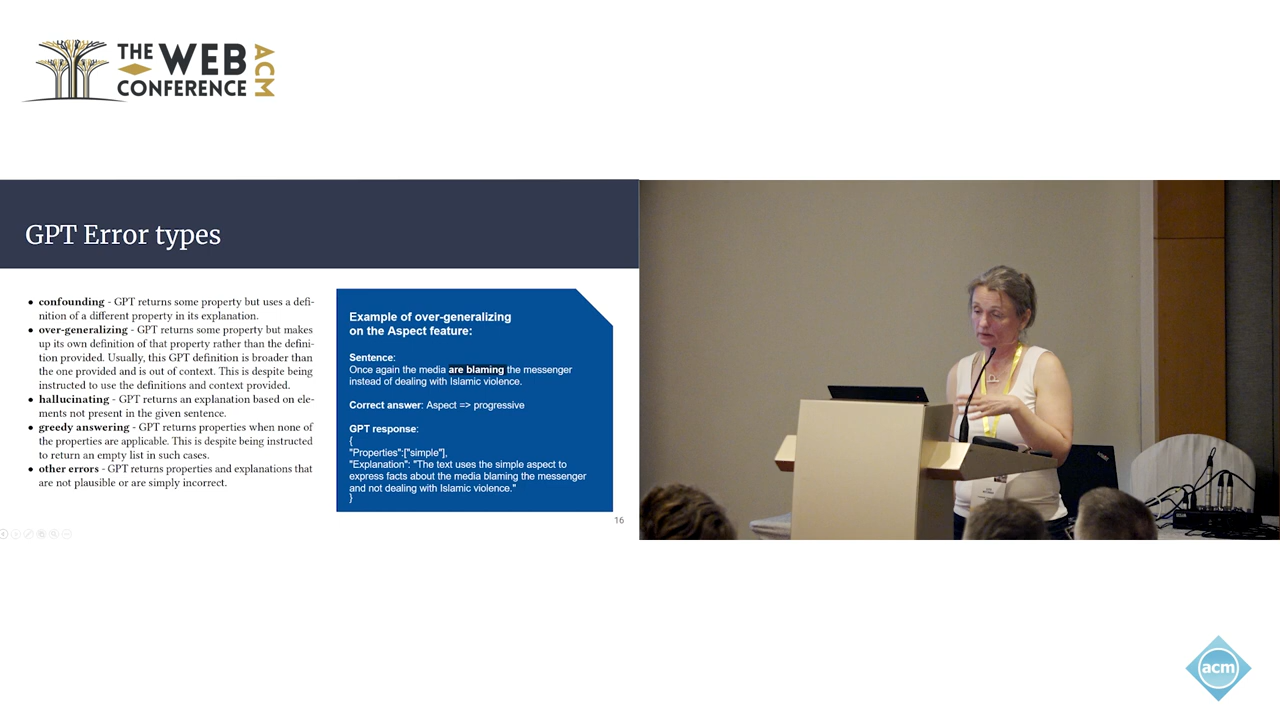 THE WEB
CONFERENCE
ACM
GPT Error types
• confounding - GPT returns some property but uses a defi-
nition of a different property in its explanation.
• over-generalizing - GPT returns some property but makes
up its own definition of that property rather than the defini-
tion provided. Usually, this GPT definition is broader than
the one provided and is out of context. This is despite being
instructed to use the definitions and context provided.
• hallucinating - GPT returns an explanation based on ele-
ments not present in the given sentence.
• greedy answering - GPT returns properties when none of
the properties are applicable. This is despite being instructed
to return an empty list in such cases.
• other errors - GPT returns properties and explanations that
are not plausible or are simply incorrect.
Example of over-generalizing
on the Aspect feature:
Sentence:
Once again the media are blaming the messenger
instead of dealing with Islamic violence.
Correct answer: Aspect => progressive
GPT response:
{
"Properties":["simple"],
"Explanation": "The text uses the simple aspect to
express facts about the media blaming the messenger
and not dealing with Islamic violence."
}
16
acm